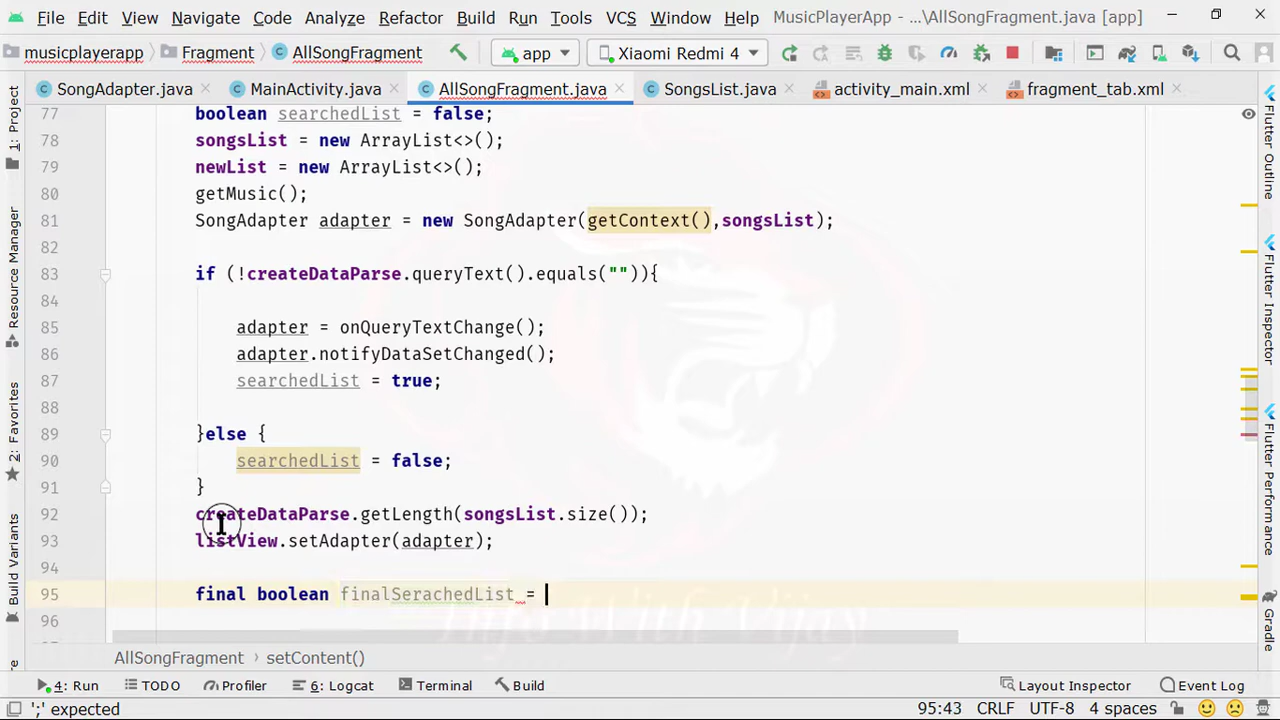 File Edit View Navigate Code Analyze Refactor Build Run Tools VCS Window Help MusicPlayerApp - ...\AllSongFragment.java [app]
musicplayerapp Fragment AllSongFragment app Xiaomi Redmi 4
SongAdapter.java MainActivity.java AllSongFragment.java SongsList.java activity_main.xml fragment_tab.xml
77 boolean searchedList = false;
78 songsList = new ArrayList<>();
79 newList = new ArrayList<>();
80 getMusic();
81 SongAdapter adapter = new SongAdapter(getContext(),songsList);
82
83 if (!createDataParse.queryText().equals("")){
84
85 adapter = onQueryTextChange();
86 adapter.notifyDataSetChanged();
87 searchedList = true;
88
89 }else {
90 searchedList = false;
91 }
92 createDataParse.getLength(songsList.size());
93 listView.setAdapter(adapter);
94
95 final boolean finalSerachedList =
96
AllSongFragment setContent()
4: Run TODO Profiler 6: Logcat Terminal Build Layout Inspector Event Log
';' expected 95:43 CRLF UTF-8 4 spaces
1: Project
Resource Manager
2: Favorites
Build Variants
Flutter Outline
Flutter Inspector
Flutter Performance
Gradle